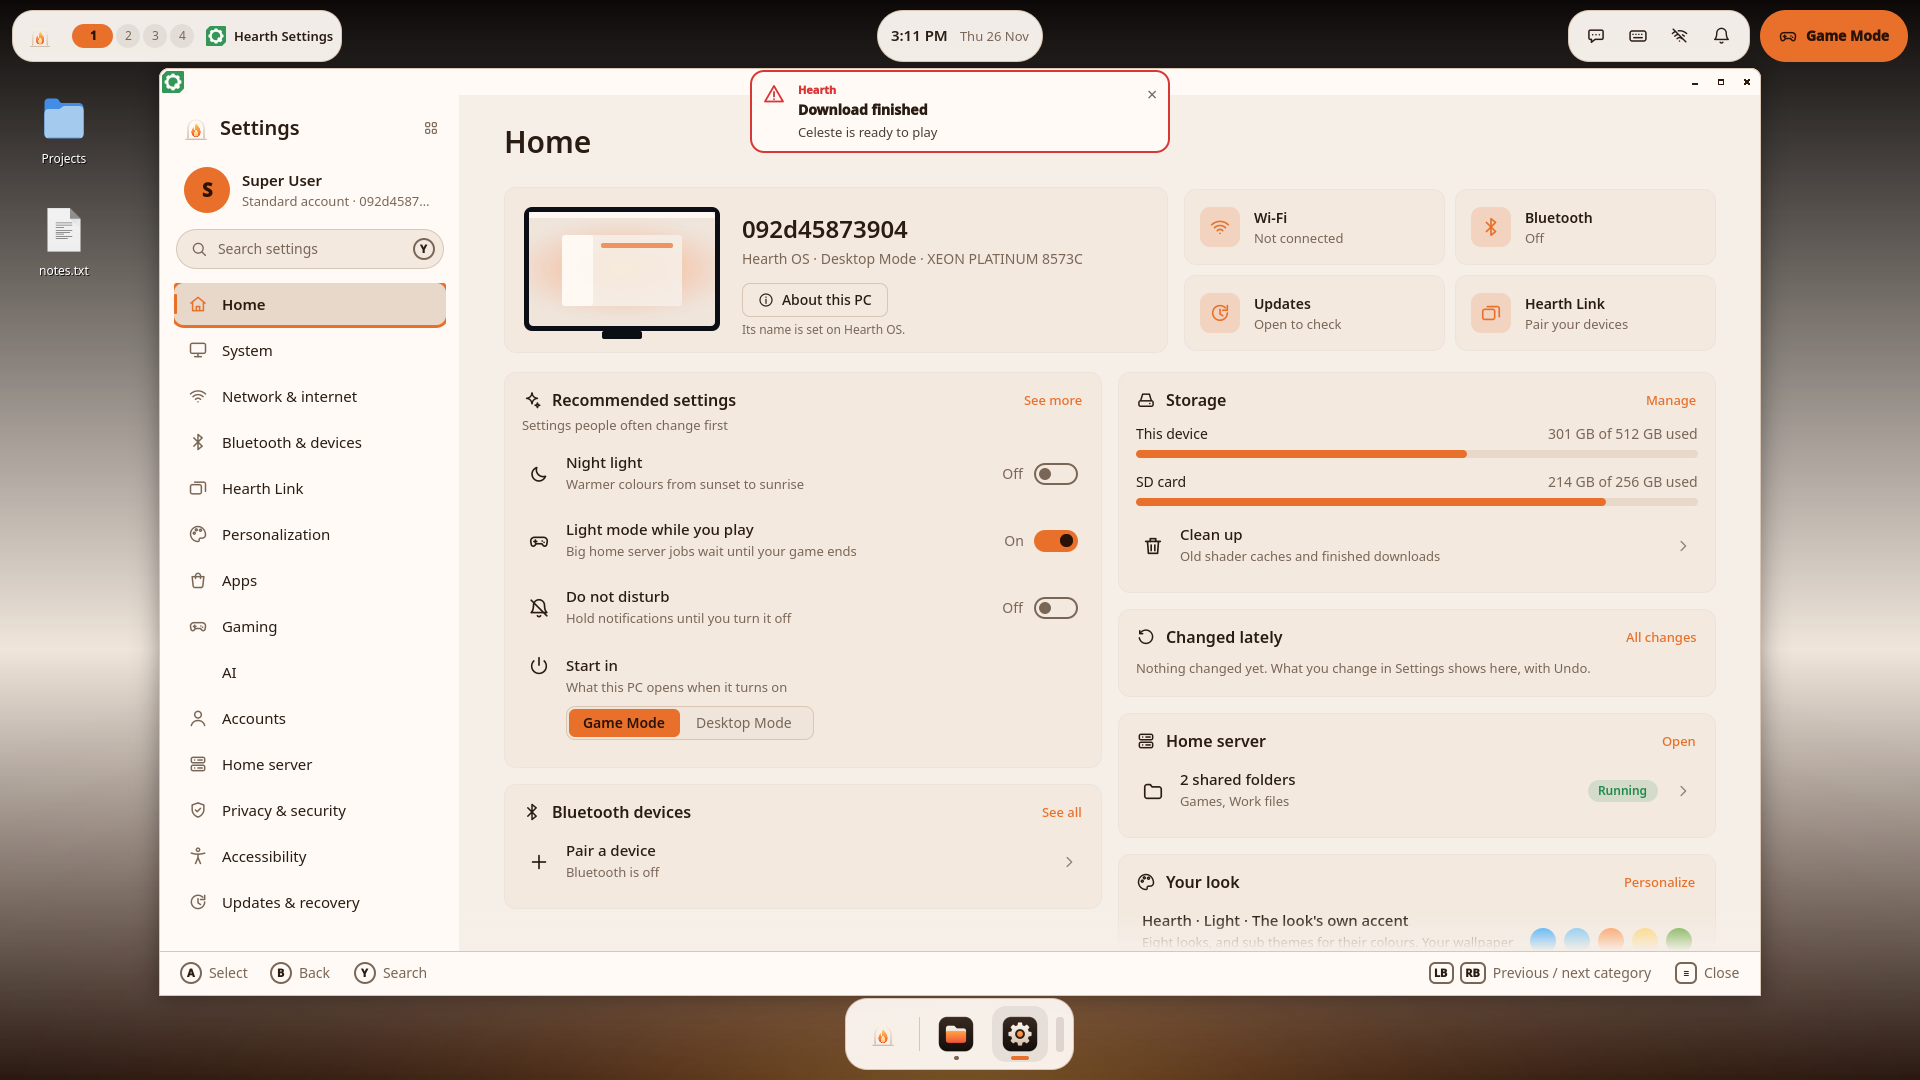 1 2 3 4 Hearth Settings
3:11 PM Thu 26 Nov
Game Mode
Projects
notes.txt
Hearth
Download finished
Celeste is ready to play
Settings
S
Super User
Standard account · 092d4587...
Search settings Y
Home
System
Network & internet
Bluetooth & devices
Hearth Link
Personalization
Apps
Gaming
AI
Accounts
Home server
Privacy & security
Accessibility
Updates & recovery
Home
092d45873904
Hearth OS · Desktop Mode · XEON PLATINUM 8573C
About this PC
Its name is set on Hearth OS.
Wi-Fi
Not connected
Bluetooth
Off
Updates
Open to check
Hearth Link
Pair your devices
Recommended settings See more
Settings people often change first
Night light
Warmer colours from sunset to sunrise
Off
Light mode while you play
Big home server jobs wait until your game ends
On
Do not disturb
Hold notifications until you turn it off
Off
Start in
What this PC opens when it turns on
Game Mode Desktop Mode
Bluetooth devices See all
Pair a device
Bluetooth is off
Storage Manage
This device 301 GB of 512 GB used
SD card 214 GB of 256 GB used
Clean up
Old shader caches and finished downloads
Changed lately All changes
Nothing changed yet. What you change in Settings shows here, with Undo.
Home server Open
2 shared folders
Games, Work files
Running
Your look Personalize
Hearth · Light · The look's own accent
Eight looks, and sub themes for their colours. Your wallpaper
A Select B Back Y Search
LB RB Previous / next category Close